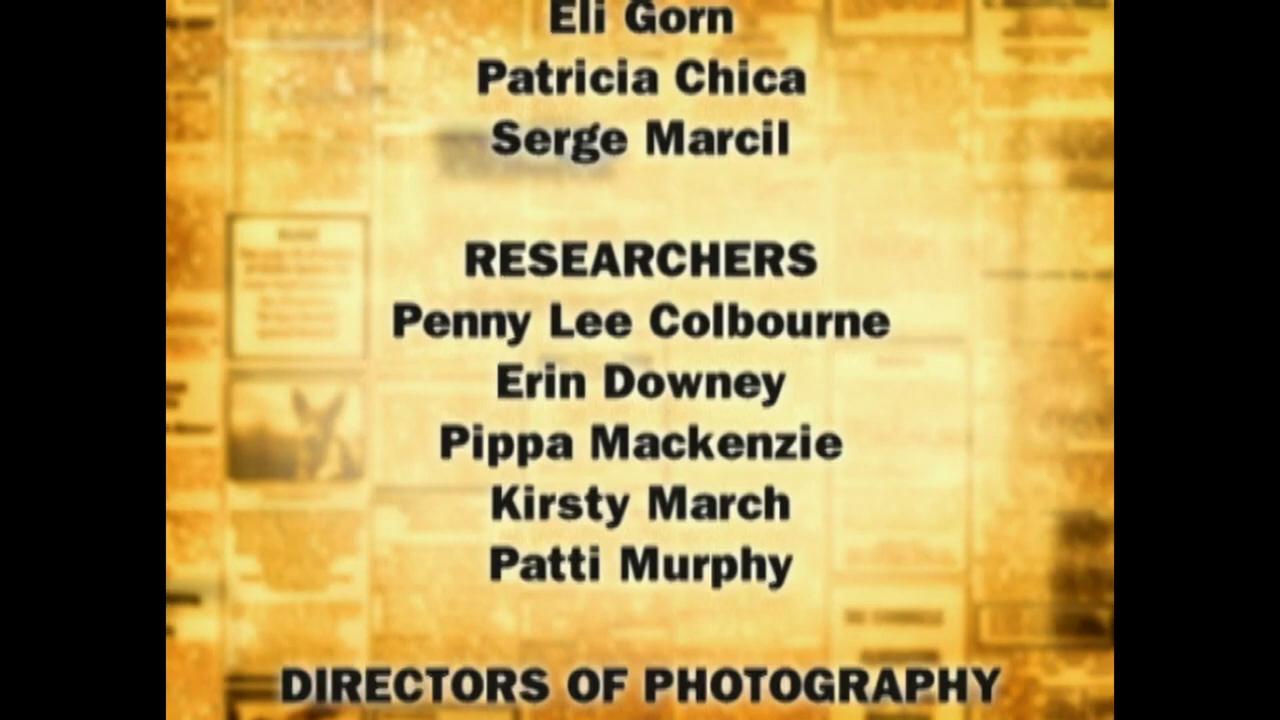 Eli Gorn
Patricia Chica
Serge Marcil
RESEARCHERS
Penny Lee Colbourne
Erin Downey
Pippa Mackenzie
Kirsty March
Patti Murphy
DIRECTORS OF PHOTOGRAPHY